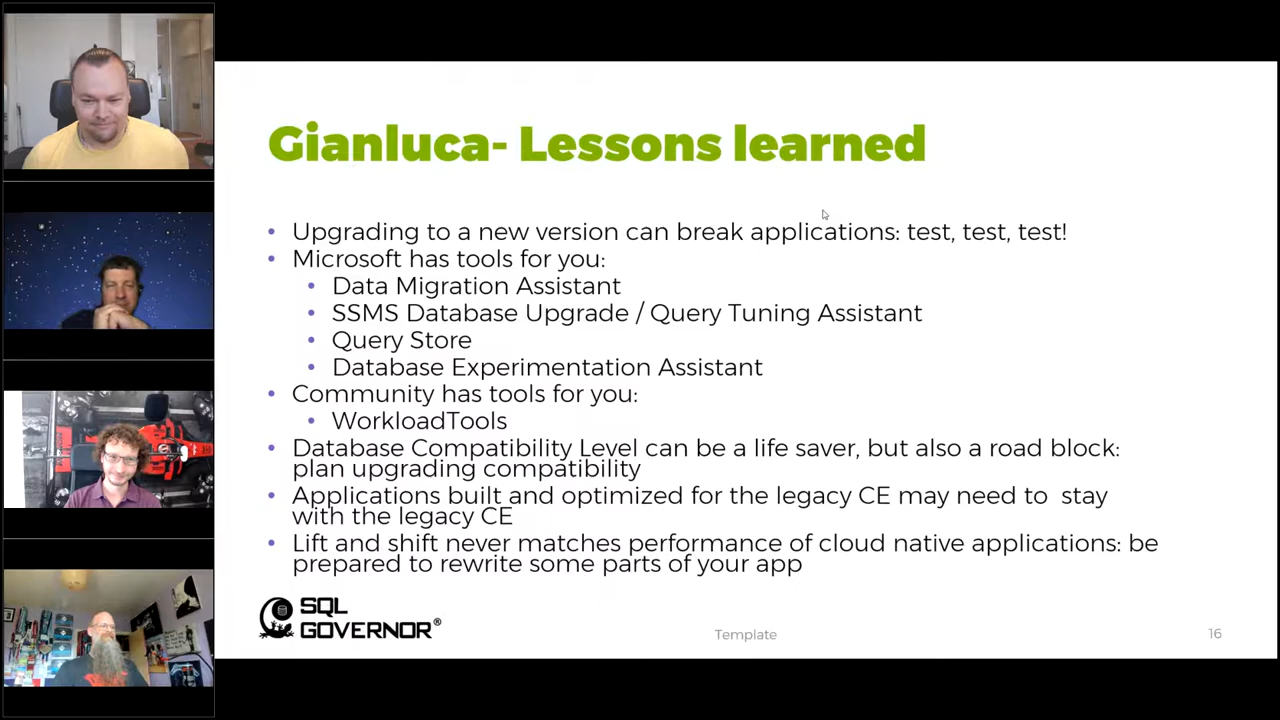 Gianluca- Lessons learned
• Upgrading to a new version can break applications: test, test, test!
• Microsoft has tools for you:
• Data Migration Assistant
• SSMS Database Upgrade / Query Tuning Assistant
• Query Store
• Database Experimentation Assistant
• Community has tools for you:
• WorkloadTools
• Database Compatibility Level can be a life saver, but also a road block:
plan upgrading compatibility
• Applications built and optimized for the legacy CE may need to  stay
with the legacy CE
• Lift and shift never matches performance of cloud native applications: be
prepared to rewrite some parts of your app
SQL
GOVERNOR®
Template
16